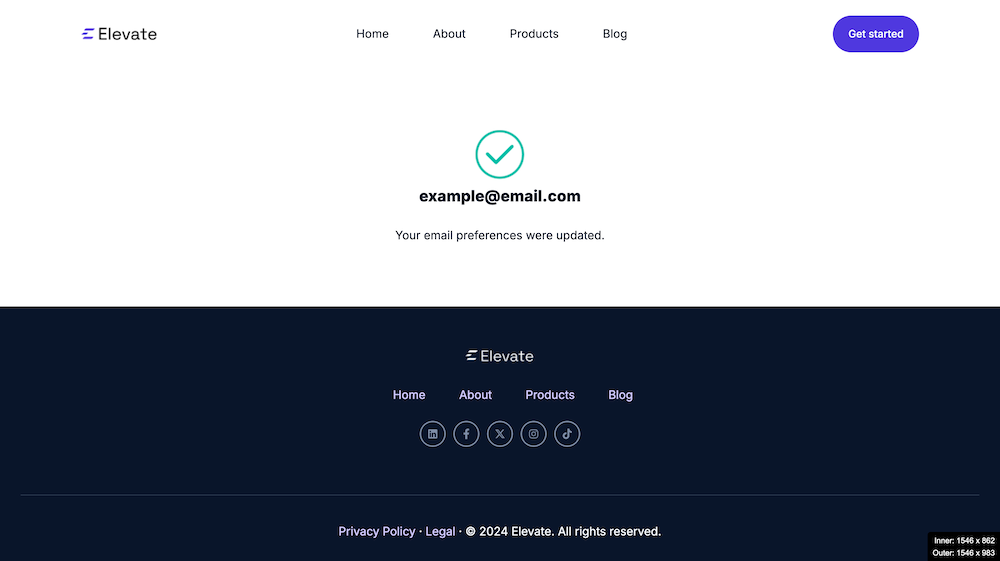 Elevate Home About Products Blog Get started
example@email.com
Your email preferences were updated.
Elevate
Home About Products Blog
Privacy Policy · Legal · © 2024 Elevate. All rights reserved.
Inner: 1546 x 862
Outer: 1546 x 983